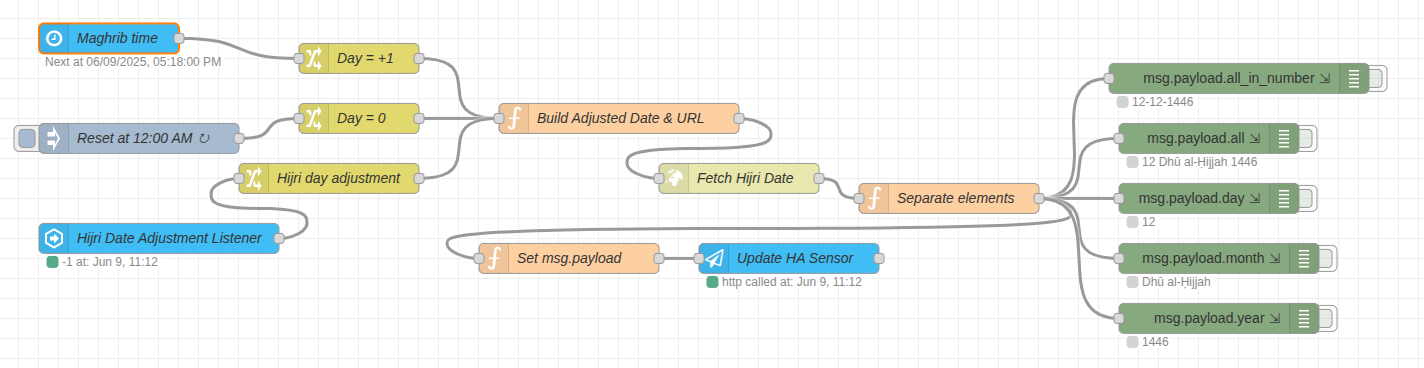 Maghrib time
Next at 06/09/2025, 05:18:00 PM
Day = +1
Reset at 12:00 AM ↻
Day = 0
Build Adjusted Date & URL
Hijri day adjustment
Fetch Hijri Date
Separate elements
Hijri Date Adjustment Listener
-1 at: Jun 9, 11:12
Set msg.payload
Update HA Sensor
http called at: Jun 9, 11:12
msg.payload.all_in_number ⇲
12-12-1446
msg.payload.all ⇲
12 Dhū al-Ḥijjah 1446
msg.payload.day ⇲
12
msg.payload.month ⇲
Dhū al-Ḥijjah
msg.payload.year ⇲
1446